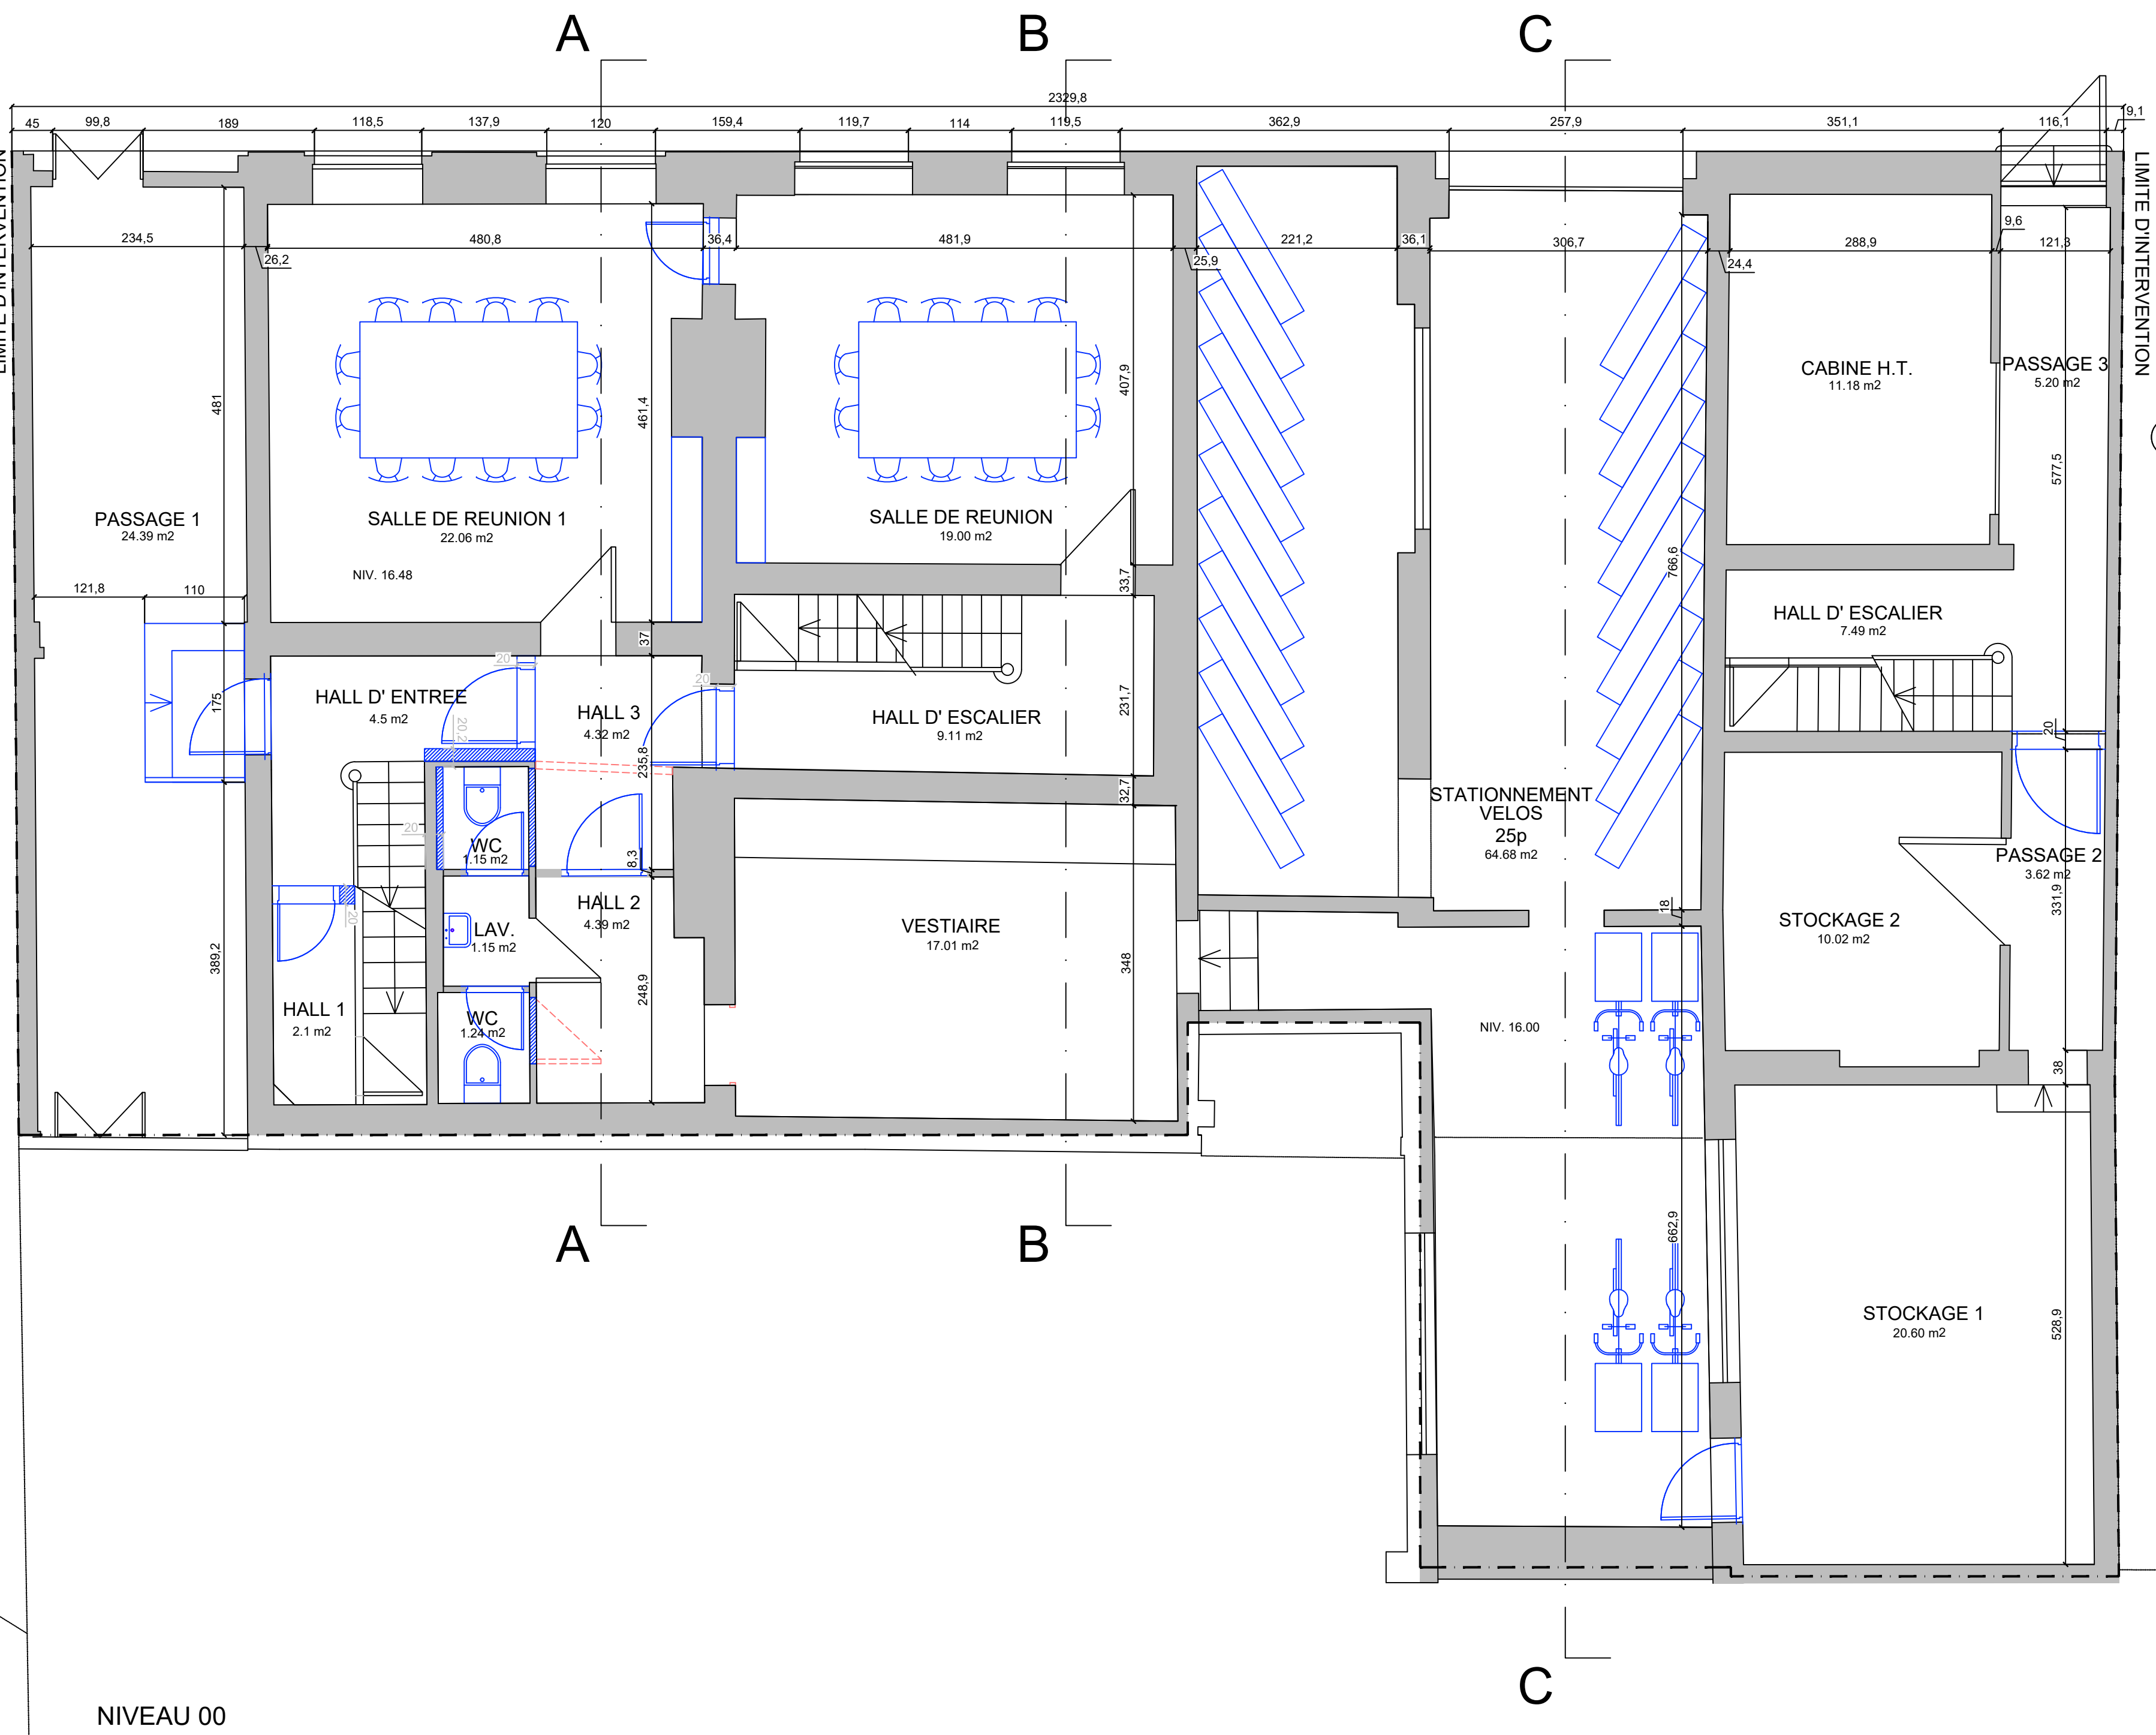 A
B
C
2329,8
45
99,8
189
118,5
137,9
120
159,4
119,7
114
119,5
362,9
257,9
351,1
116,1
9,1
LIMITE D'INTERVENTION
LIMITE D'INTERVENTION
234,5
26,2
480,8
36,4
481,9
25,9
221,2
36,1
306,7
24,4
288,9
9,6
121,3
481
461,4
407,9
766,6
577,5
CABINE H.T.
11.18 m2
PASSAGE 3
5.20 m2
PASSAGE 1
24.39 m2
SALLE DE REUNION 1
22.06 m2
NIV. 16.48
SALLE DE REUNION
19.00 m2
121,8
110
37
33,7
HALL D' ESCALIER
7.49 m2
20
20
175
HALL D' ENTREE
4.5 m2
20,2
HALL 3
4.32 m2
235,8
HALL D' ESCALIER
9.11 m2
231,7
20
32,7
STATIONNEMENT
VELOS
25p
64.68 m2
20
WC
1.15 m2
8,3
PASSAGE 2
3.62 m2
331,9
20
HALL 2
4.39 m2
LAV.
1.15 m2
VESTIAIRE
17.01 m2
18
STOCKAGE 2
10.02 m2
389,2
248,9
348
HALL 1
2.1 m2
WC
1.24 m2
NIV. 16.00
38
A
B
662,9
STOCKAGE 1
20.60 m2
528,9
C
NIVEAU 00